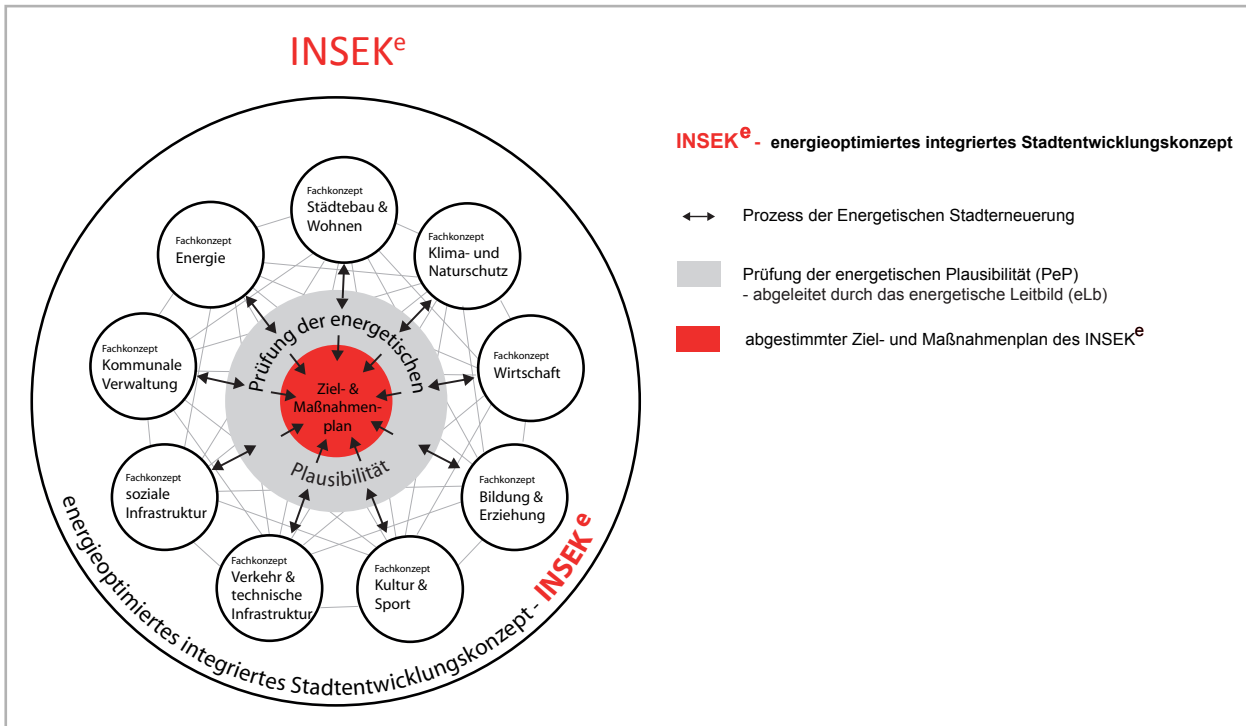 INSEKe
Fachkonzept
Städtebau &
Wohnen
Fachkonzept
Klima- und
Naturschutz
Fachkonzept
Wirtschaft
Fachkonzept
Bildung &
Erziehung
Fachkonzept
Kultur &
Sport
Fachkonzept
Verkehr &
technische
Infrastruktur
Fachkonzept
soziale
Infrastruktur
Fachkonzept
Kommunale
Verwaltung
Fachkonzept
Energie
Prüfung der energetischen
Plausibilität
Ziel- &
Maßnahmen-
plan
energieoptimiertes integriertes Stadtentwicklungskonzept - INSEKe
INSEKe - energieoptimiertes integriertes Stadtentwicklungskonzept
Prozess der Energetischen Stadterneuerung
Prüfung der energetischen Plausibilität (PeP)
- abgeleitet durch das energetische Leitbild (eLb)
abgestimmter Ziel- und Maßnahmenplan des INSEKe